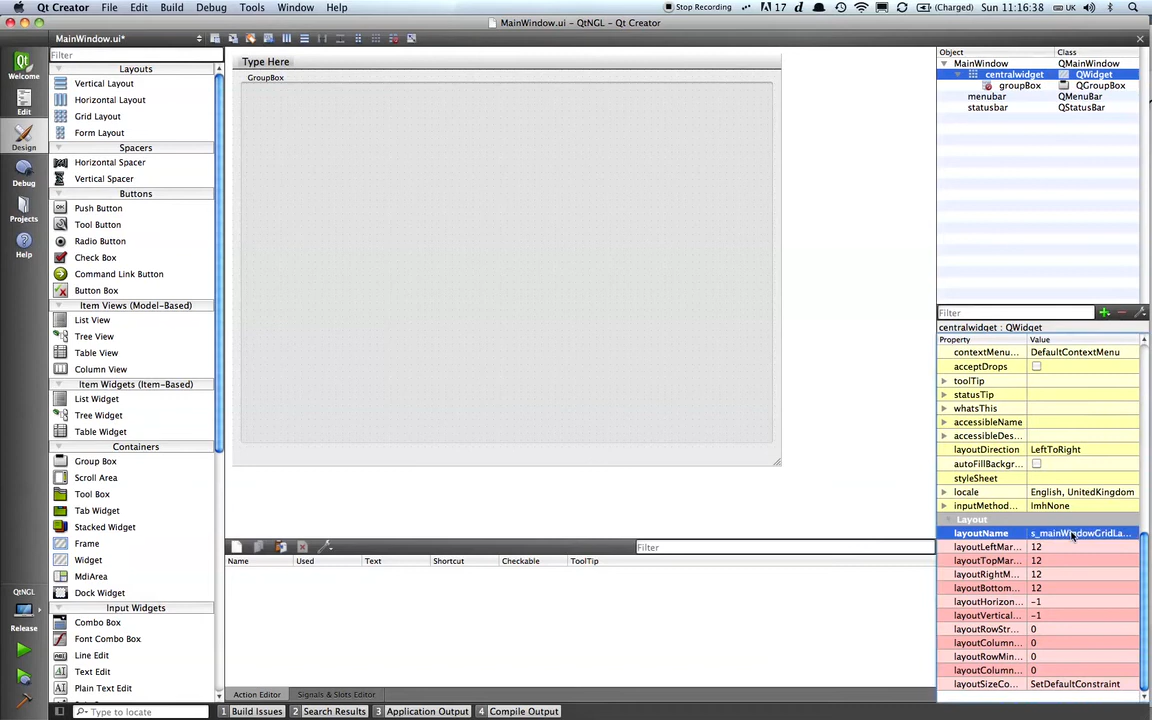 Qt Creator File Edit Build Debug Tools Window Help Stop Recording 17 (Charged) UK Sun 11:16:38
MainWindow.ui - QtNGL - Qt Creator
MainWindow.ui*
Welcome
Edit
Design
Debug
Projects
Help
QtNGL
Release
Filter
Layouts
Vertical Layout
Horizontal Layout
Grid Layout
Form Layout
Spacers
Horizontal Spacer
Vertical Spacer
Buttons
Push Button
Tool Button
Radio Button
Check Box
Command Link Button
Button Box
Item Views (Model-Based)
List View
Tree View
Table View
Column View
Item Widgets (Item-Based)
List Widget
Tree Widget
Table Widget
Containers
Group Box
Scroll Area
Tool Box
Tab Widget
Stacked Widget
Frame
Widget
MdiArea
Dock Widget
Input Widgets
Combo Box
Font Combo Box
Line Edit
Text Edit
Plain Text Edit
Type Here
GroupBox
Filter
Name Used Text Shortcut Checkable ToolTip
Action Editor Signals & Slots Editor
Object Class
MainWindow QMainWindow
centralwidget QWidget
groupBox QGroupBox
menubar QMenuBar
statusbar QStatusBar
Filter
centralwidget : QWidget
Property Value
contextMenu... DefaultContextMenu
acceptDrops
toolTip
statusTip
whatsThis
accessibleName
accessibleDes...
layoutDirection LeftToRight
autoFillBackgr...
styleSheet
locale English, UnitedKingdom
inputMethod... ImhNone
Layout
layoutName s_mainWindowGridLa...
layoutLeftMar... 12
layoutTopMar... 12
layoutRightM... 12
layoutBottom... 12
layoutHorizon... -1
layoutVertical... -1
layoutRowStr... 0
layoutColumn... 0
layoutRowMin... 0
layoutColumn... 0
layoutSizeCo... SetDefaultConstraint
Type to locate 1 Build Issues 2 Search Results 3 Application Output 4 Compile Output